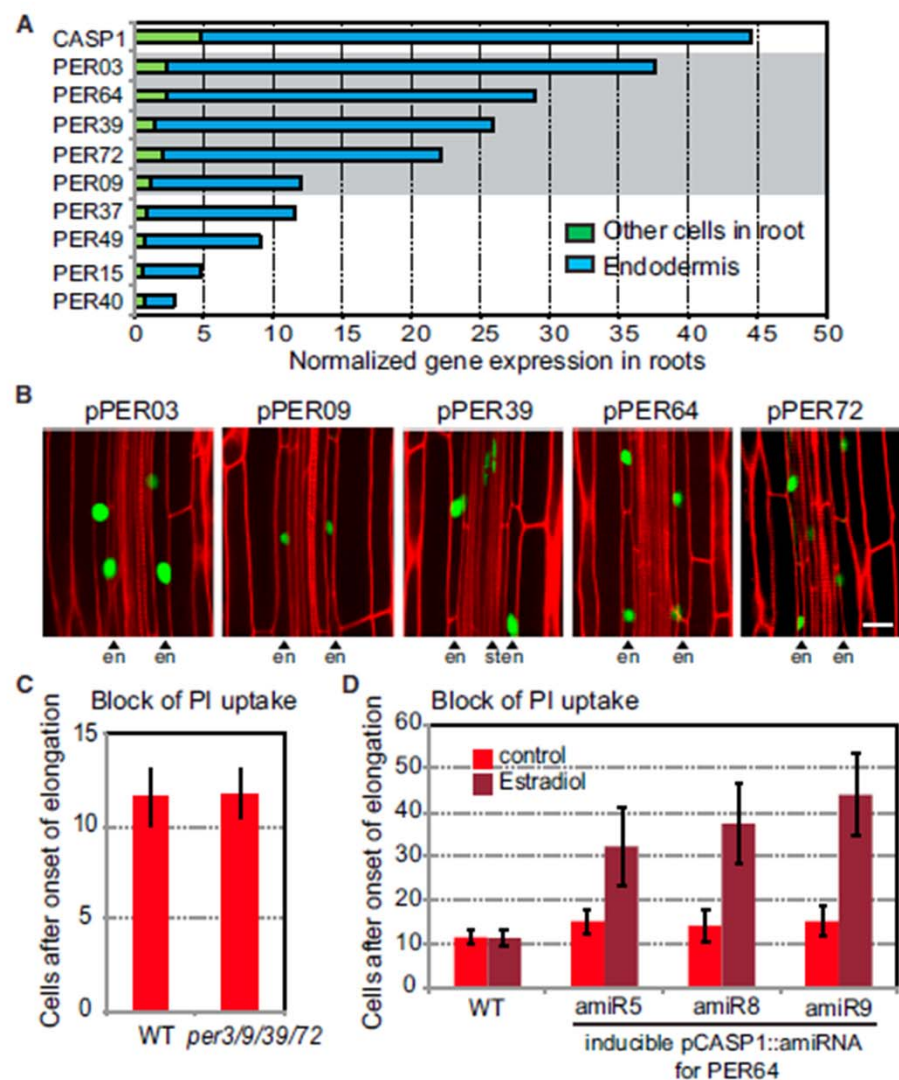 A
CASP1
PER03
PER64
PER39
PER72
PER09
PER37
PER49
PER15
PER40
Other cells in root
Endodermis
0 5 10 15 20 25 30 35 40 45 50
Normalized gene expression in roots
B
pPER03 pPER09 pPER39 pPER64 pPER72
en en en en en st en en en en en
C
Block of PI uptake
Cells after onset of elongation
15
10
5
0
WT per3/9/39/72
D
Block of PI uptake
Cells after onset of elongation
60
50
40
30
20
10
0
control
Estradiol
WT amiR5 amiR8 amiR9
inducible pCASP1::amiRNA
for PER64